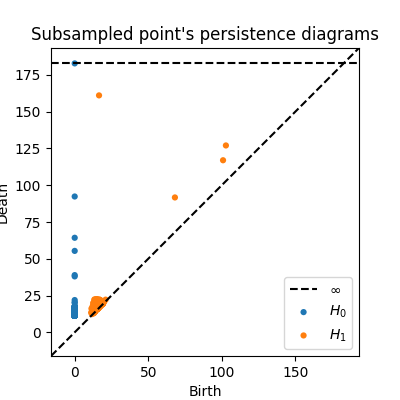 Subsampled point's persistence diagrams
Death
175
150
125
100
75
50
25
0
0
50
100
150
Birth
∞
H₀
H₁